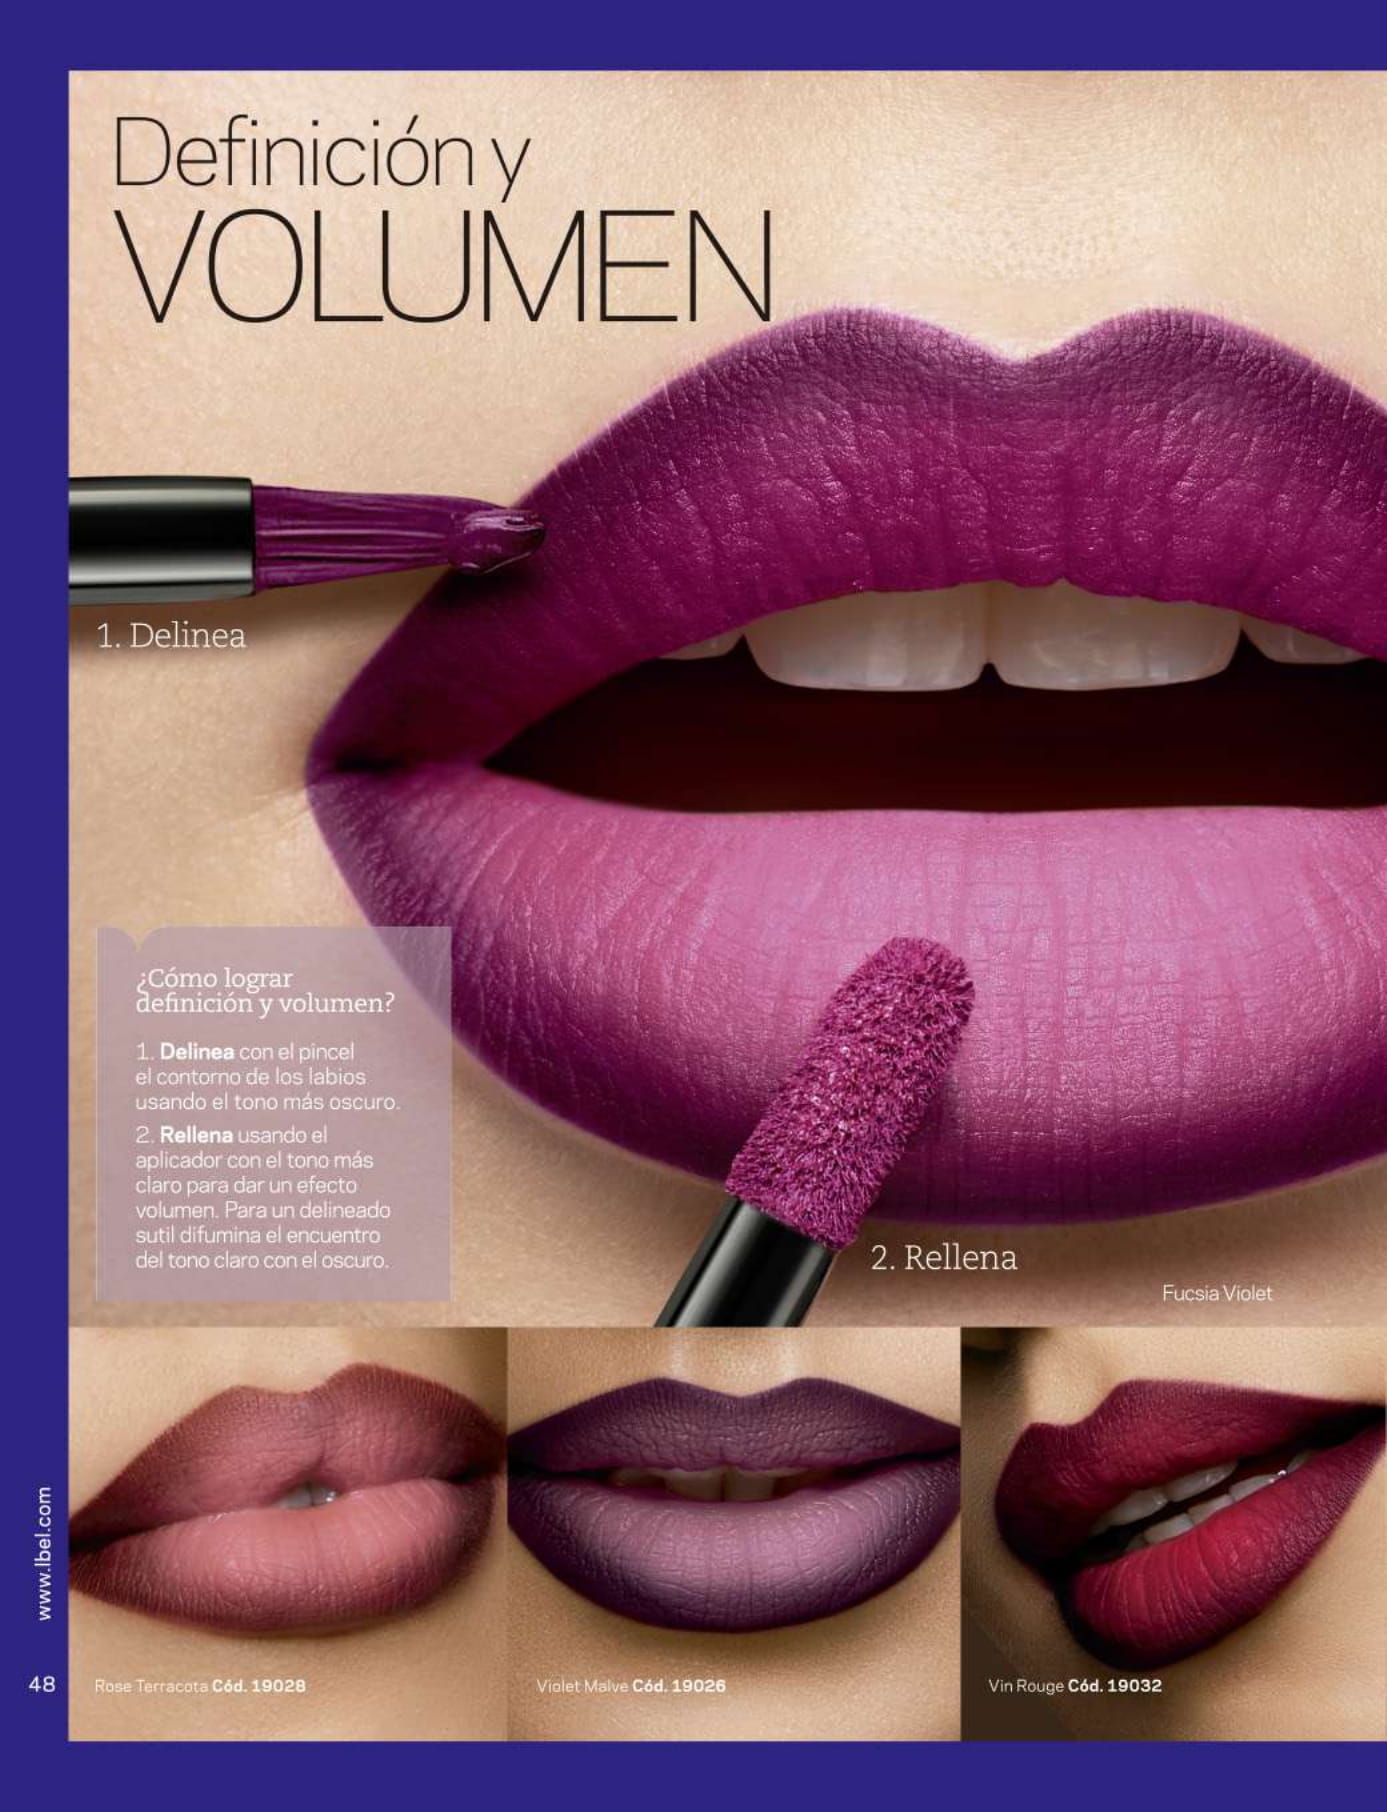 Definición y
VOLUMEN
1. Delinea
¿Cómo lograr
definición y volumen?
1. Delinea con el pincel
el contorno de los labios
usando el tono más oscuro.
2. Rellena usando el
aplicador con el tono más
claro para dar un efecto
volumen. Para un delineado
sutil difumina el encuentro
del tono claro con el oscuro.
2. Rellena
Fucsia Violet
www.lbel.com
48
Rose Terracota Cód. 19028
Violet Malve Cód. 19026
Vin Rouge Cód. 19032